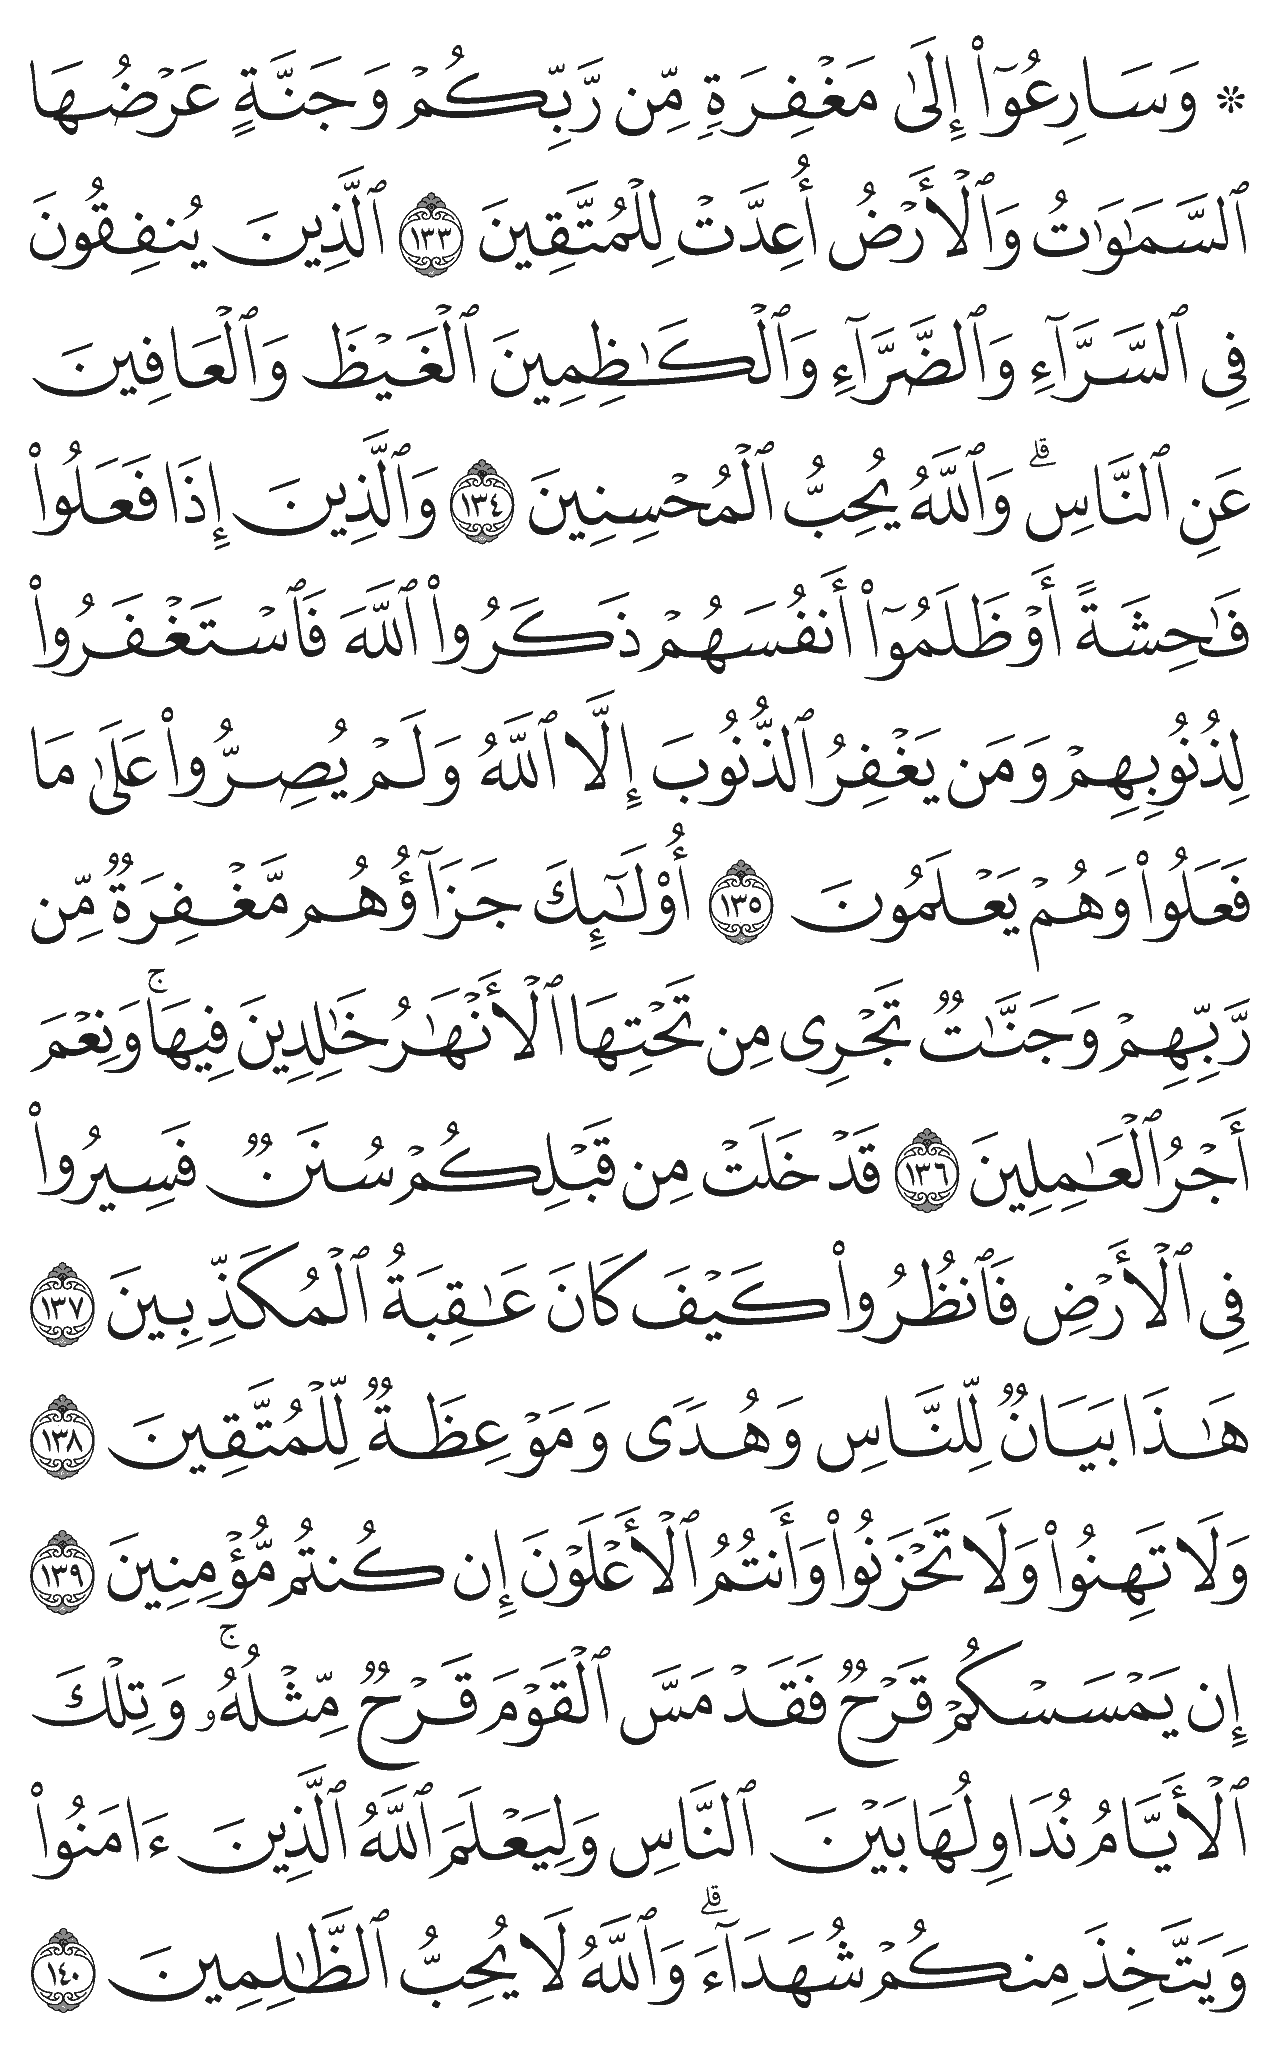 ۞ وَسَارِعُوٓا۟ إِلَىٰ مَغْفِرَةٍۢ مِّن رَّبِّكُمْ وَجَنَّةٍ عَرْضُهَا
ٱلسَّمَـٰوَٰتُ وَٱلْأَرْضُ أُعِدَّتْ لِلْمُتَّقِينَ ١٣٣ ٱلَّذِينَ يُنفِقُونَ
فِى ٱلسَّرَّآءِ وَٱلضَّرَّآءِ وَٱلْكَـٰظِمِينَ ٱلْغَيْظَ وَٱلْعَافِينَ
عَنِ ٱلنَّاسِ ۗ وَٱللَّهُ يُحِبُّ ٱلْمُحْسِنِينَ ١٣٤ وَٱلَّذِينَ إِذَا فَعَلُوا۟
فَـٰحِشَةً أَوْ ظَلَمُوٓا۟ أَنفُسَهُمْ ذَكَرُوا۟ ٱللَّهَ فَٱسْتَغْفَرُوا۟
لِذُنُوبِهِمْ وَمَن يَغْفِرُ ٱلذُّنُوبَ إِلَّا ٱللَّهُ وَلَمْ يُصِرُّوا۟ عَلَىٰ مَا
فَعَلُوا۟ وَهُمْ يَعْلَمُونَ ١٣٥ أُو۟لَـٰٓئِكَ جَزَآؤُهُم مَّغْفِرَةٌۭ مِّن
رَّبِّهِمْ وَجَنَّـٰتٌۭ تَجْرِى مِن تَحْتِهَا ٱلْأَنْهَـٰرُ خَـٰلِدِينَ فِيهَا ۚ وَنِعْمَ
أَجْرُ ٱلْعَـٰمِلِينَ ١٣٦ قَدْ خَلَتْ مِن قَبْلِكُمْ سُنَنٌۭ فَسِيرُوا۟
فِى ٱلْأَرْضِ فَٱنظُرُوا۟ كَيْفَ كَانَ عَـٰقِبَةُ ٱلْمُكَذِّبِينَ ١٣٧
هَـٰذَا بَيَانٌۭ لِّلنَّاسِ وَهُدًۭى وَمَوْعِظَةٌۭ لِّلْمُتَّقِينَ ١٣٨
وَلَا تَهِنُوا۟ وَلَا تَحْزَنُوا۟ وَأَنتُمُ ٱلْأَعْلَوْنَ إِن كُنتُم مُّؤْمِنِينَ ١٣٩
إِن يَمْسَسْكُمْ قَرْحٌۭ فَقَدْ مَسَّ ٱلْقَوْمَ قَرْحٌۭ مِّثْلُهُۥ ۚ وَتِلْكَ
ٱلْأَيَّامُ نُدَاوِلُهَا بَيْنَ ٱلنَّاسِ وَلِيَعْلَمَ ٱللَّهُ ٱلَّذِينَ ءَامَنُوا۟
وَيَتَّخِذَ مِنكُمْ شُهَدَآءَ ۗ وَٱللَّهُ لَا يُحِبُّ ٱلظَّـٰلِمِينَ ١٤٠